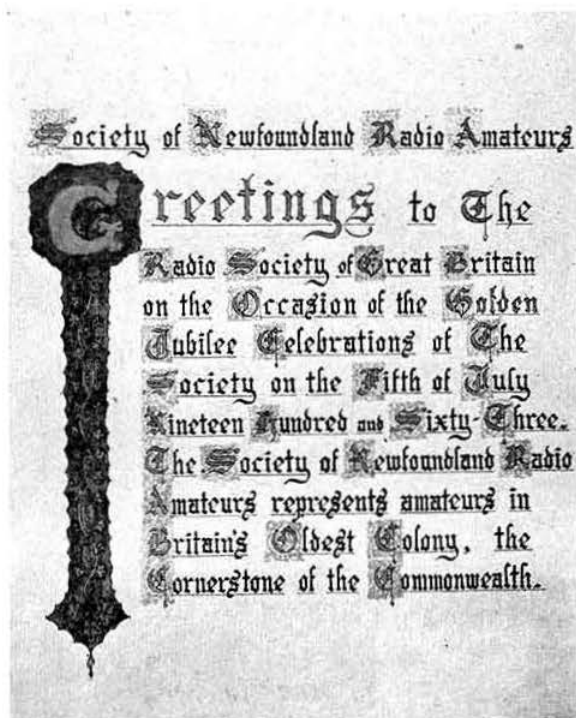 Society of Newfoundland Radio Amateurs
Greetings to The
Radio Society of Great Britain
on the Occasion of the Golden
Jubilee Celebrations of The
Society on the Fifth of July
Nineteen Hundred and Sixty-Three.
The Society of Newfoundland Radio
Amateurs represents amateurs in
Britain's Oldest Colony, the
Cornerstone of the Commonwealth.